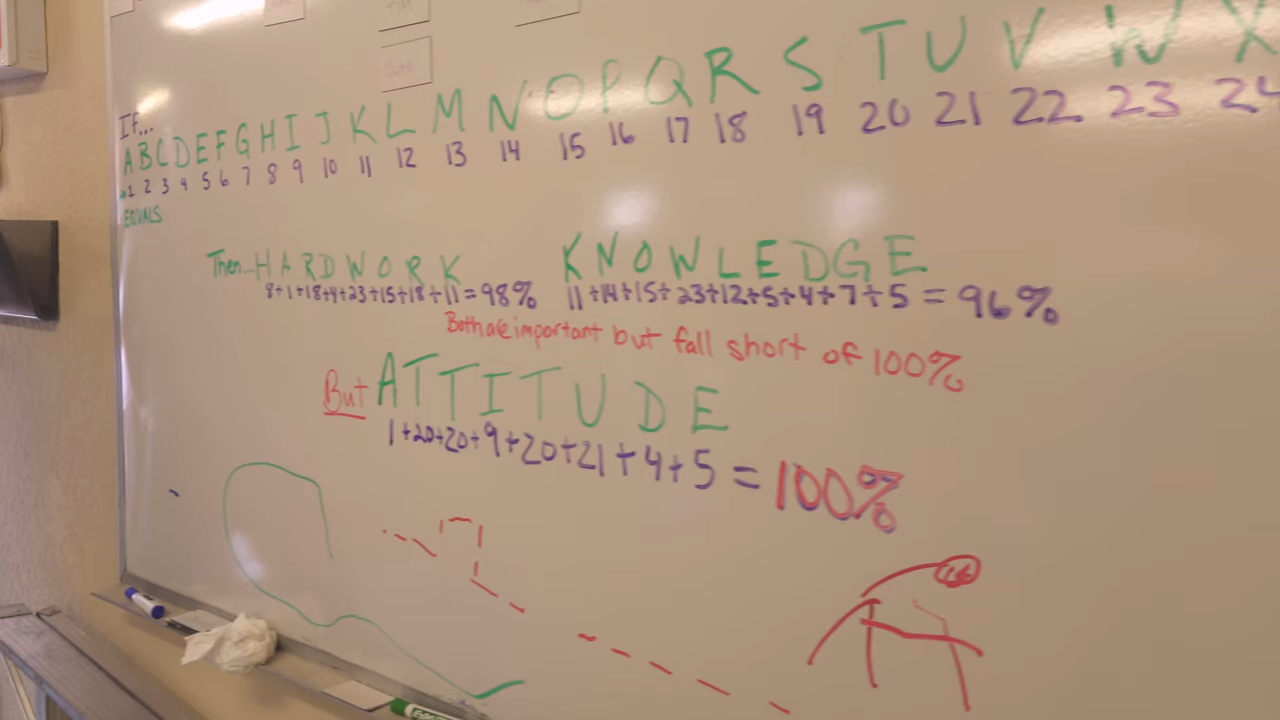 IF...
A B C D E F G H I J K L M N O P Q R S T U V W X
1 2 3 4 5 6 7 8 9 10 11 12 13 14 15 16 17 18 19 20 21 22 23 24
EQUALS
Then... H A R D W O R K K N O W L E D G E
8+1+18+4+23+15+18+11=98% 11+14+15+23+12+5+4+7+5=96%
Both are important but fall short of 100%
But ATTITUDE
1+20+20+9+20+21+4+5=100%